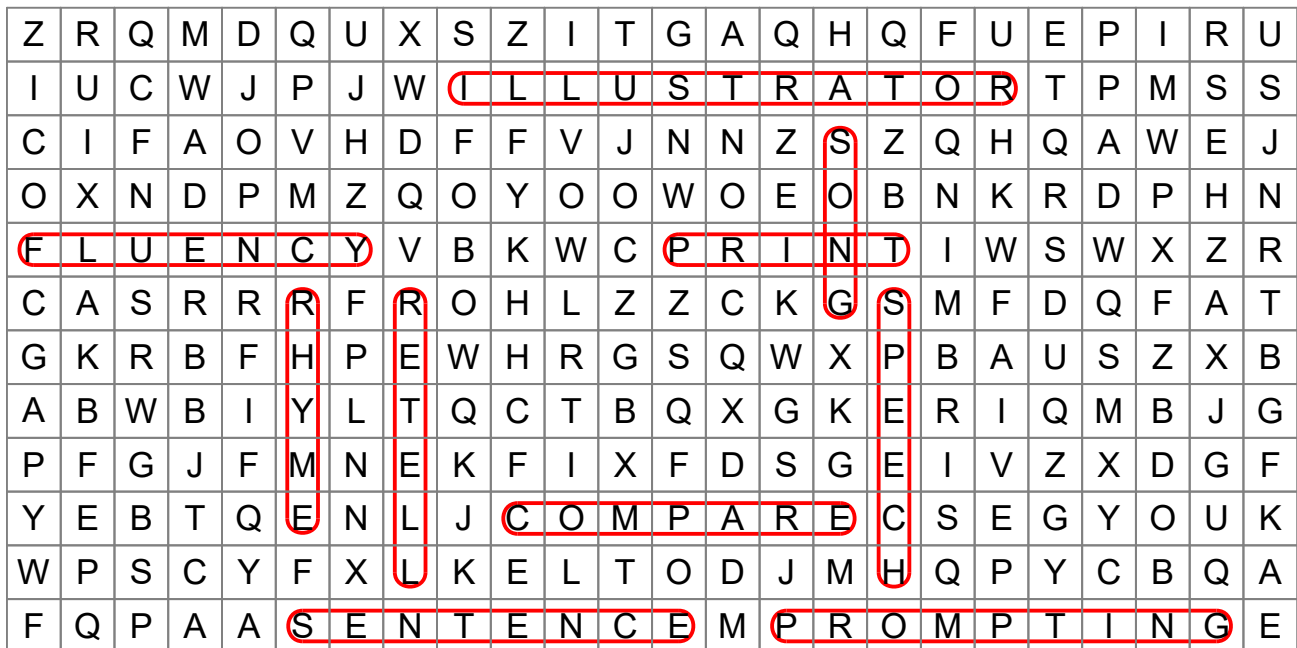 Z R Q M D Q U X S Z I T G A Q H Q F U E P I R U
I U C W J P J W I L L U S T R A T O R T P M S S
C I F A O V H D F F V J N N Z S Z Q H Q A W E J
O X N D P M Z Q O Y O O W O E O B N K R D P H N
F L U E N C Y V B K W C P R I N T I W S W X Z R
C A S R R R F R O H L Z Z C K G S M F D Q F A T
G K R B F H P E W H R G S Q W X P B A U S Z X B
A B W B I Y L T Q C T B Q X G K E R I Q M B J G
P F G J F M N E K F I X F D S G E I V Z X D G F
Y E B T Q E N L J C O M P A R E C S E G Y O U K
W P S C Y F X L K E L T O D J M H Q P Y C B Q A
F Q P A A S E N T E N C E M P R O M P T I N G E